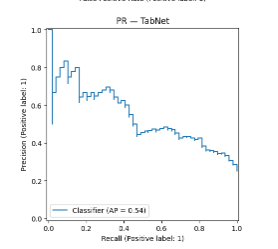 PR — TabNet
Precision (Positive label: 1)
1.0
0.8
0.6
0.4
0.2
0.0
Classifier (AP = 0.54)
0.0 0.2 0.4 0.6 0.8 1.0
Recall (Positive label: 1)